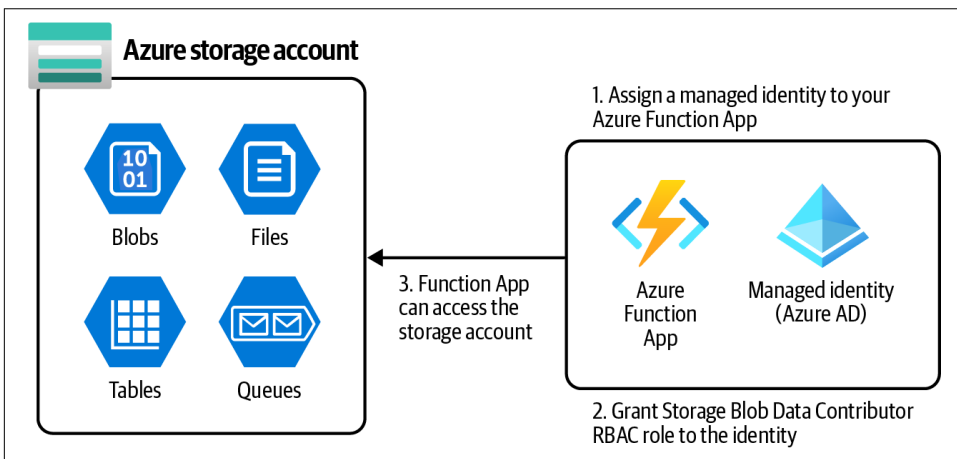 Azure storage account
10
01
Blobs
Files
Tables
Queues
1. Assign a managed identity to your
Azure Function App
Azure
Function
App
Managed identity
(Azure AD)
2. Grant Storage Blob Data Contributor
RBAC role to the identity
3. Function App
can access the
storage account